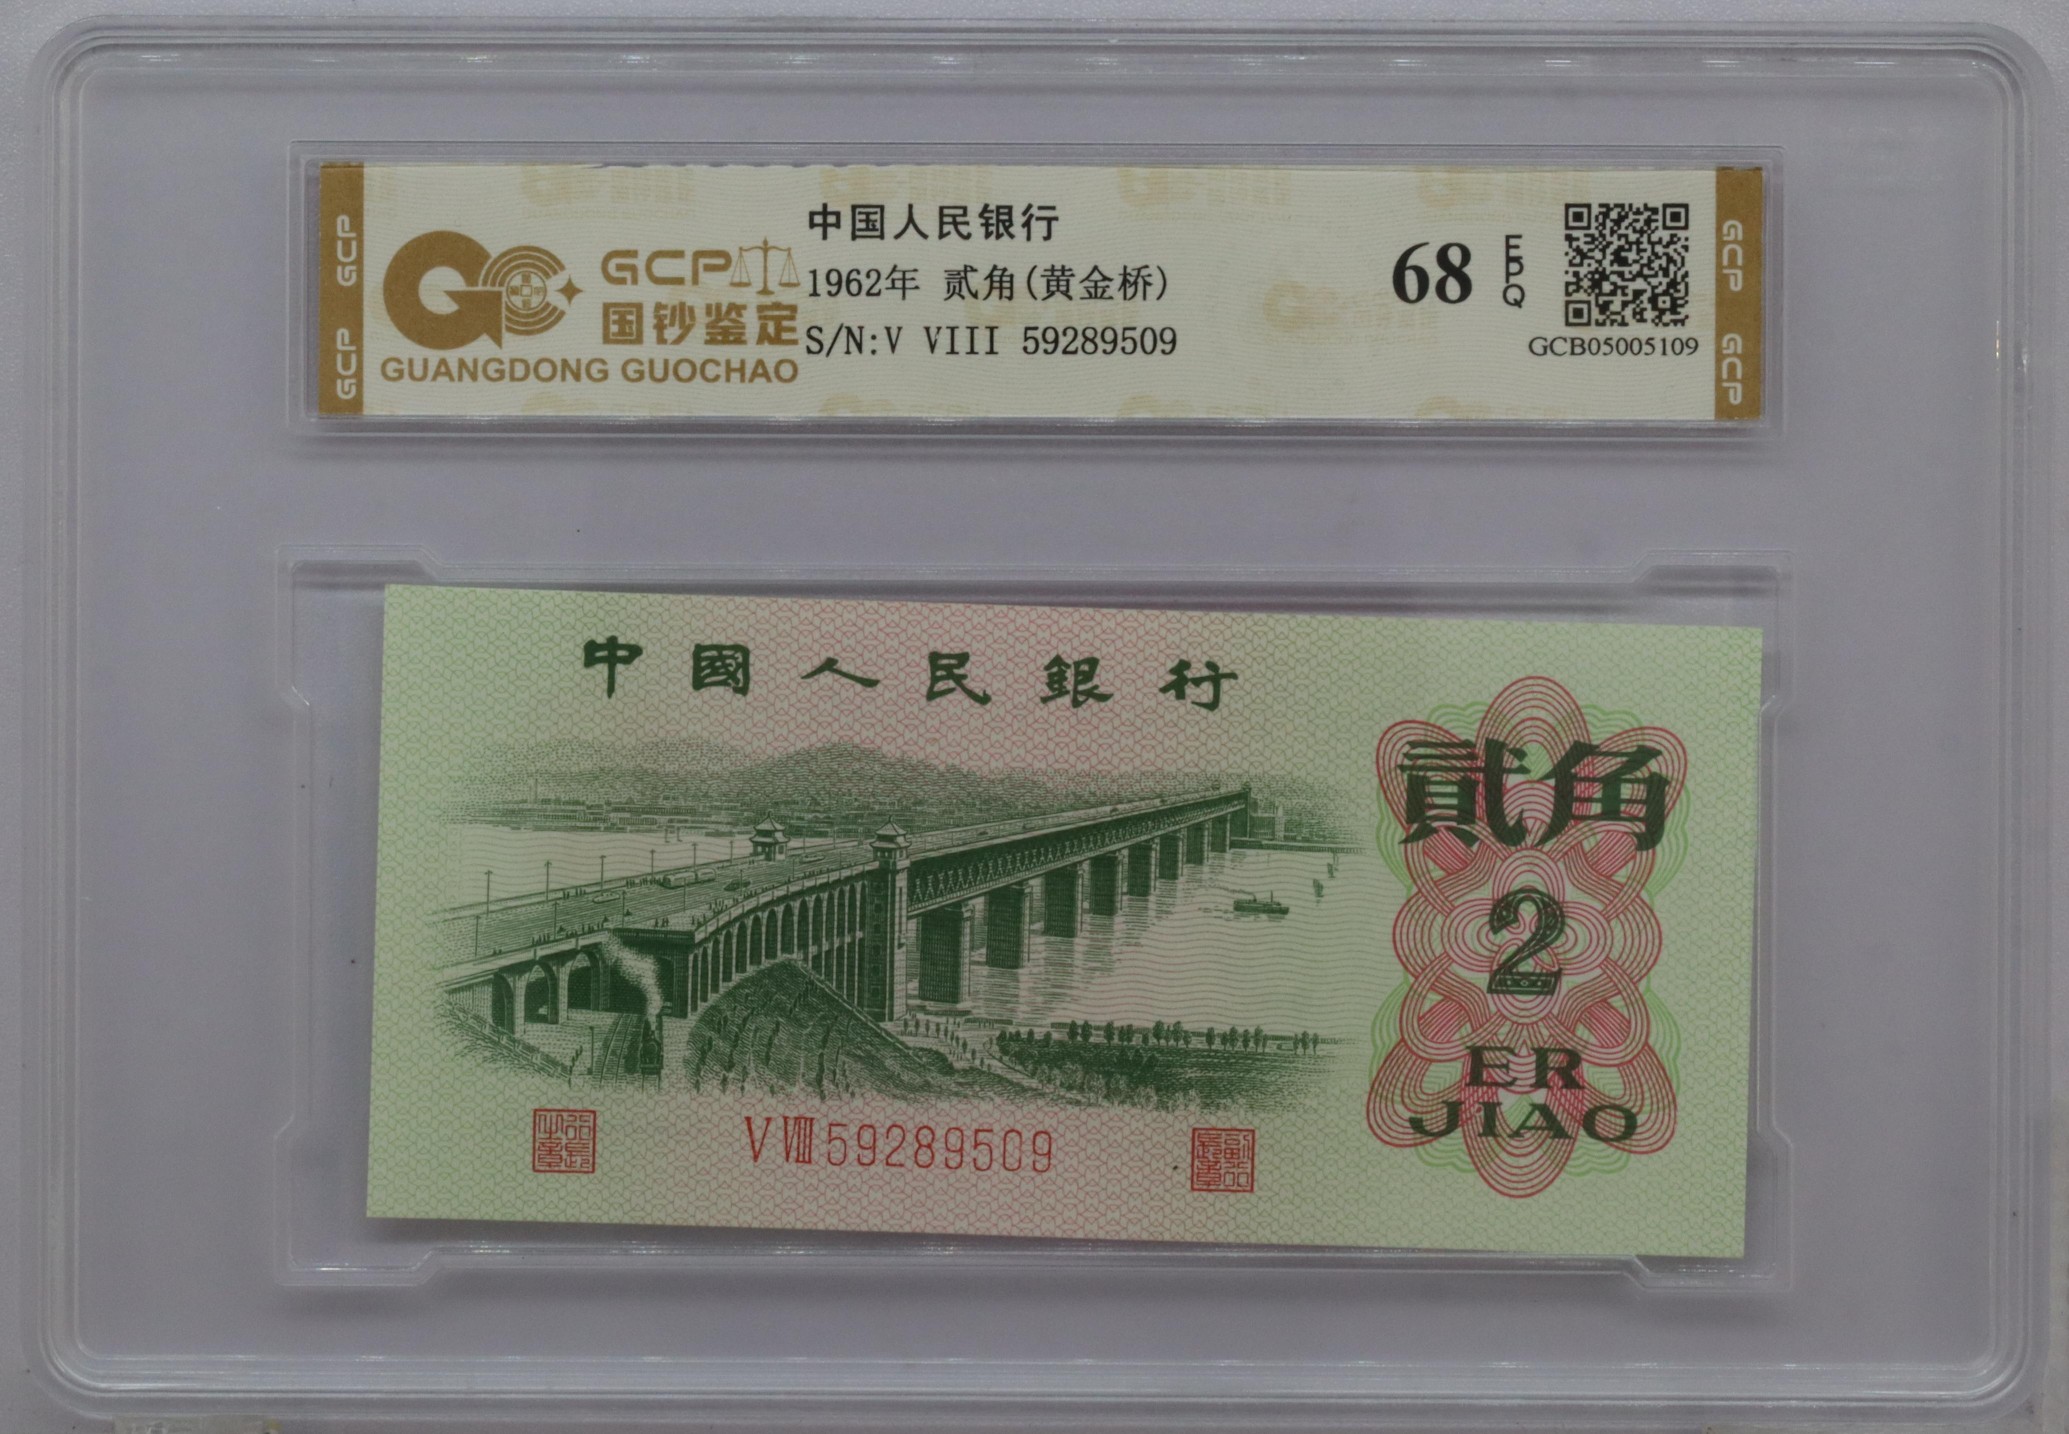 GCP GCP
GCP
国钞鉴定
GUANGDONG GUOCHAO
中国人民银行
1962年 贰角(黄金桥)
S/N:V VIII 59289509
68 EPQ
GCB05005109
GCP GCP
中國人民銀行
貳角
2
ER
JIAO
V VIII 59289509